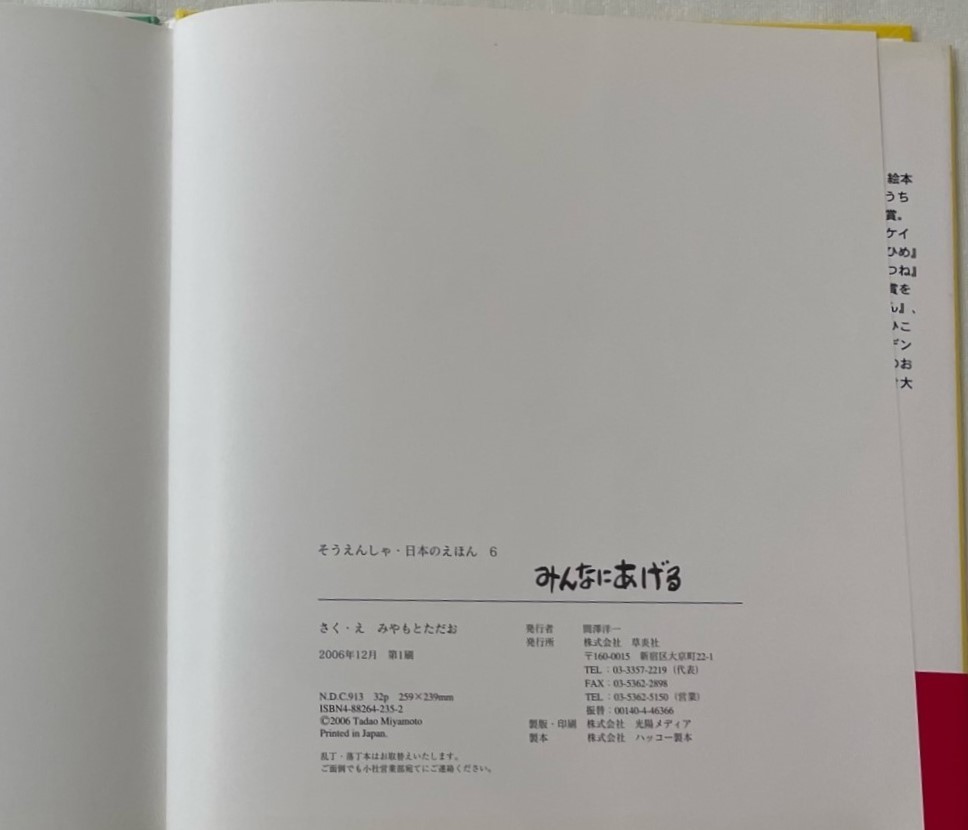 そうえんしゃ・日本のえほん 6
みんなにあげる
さく・え みやもとただお
2006年12月 第1刷
N.D.C.913 32p 259×239mm
ISBN4-88264-235-2
©2006 Tadao Miyamoto
Printed in Japan.
乱丁・落丁本はお取替えいたします。
ご面倒でも小社営業部宛てにご連絡ください。
発行者 間澤洋一
発行所 株式会社 草炎社
〒160-0015 新宿区大京町22-1
TEL：03-3357-2219（代表）
FAX：03-5362-2898
TEL：03-5362-5150（営業）
振替：00140-4-46366
製版・印刷 株式会社 光陽メディア
製本 株式会社 ハッコー製本
絵本
うち
賞。
ケイ
ひめ』
つね』
賞を
ん』、
ひこ
デン
のお
大